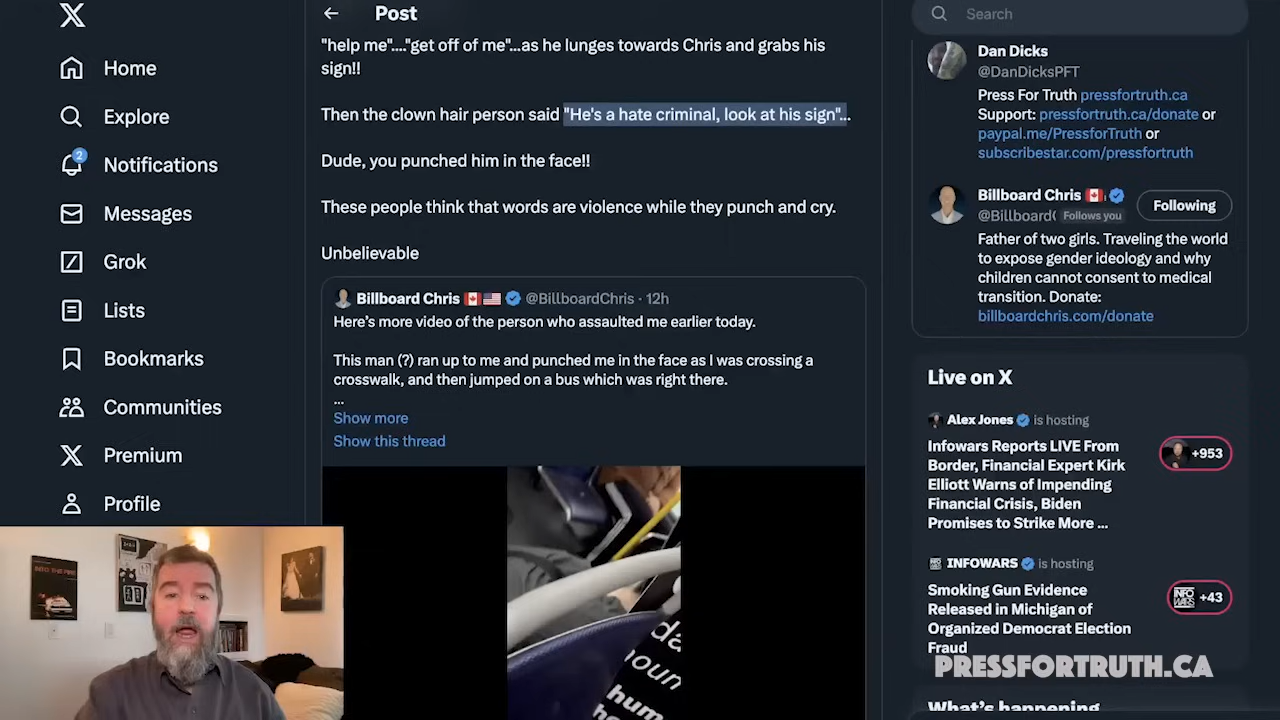 Home
Explore
2
Notifications
Messages
Grok
Lists
Bookmarks
Communities
Premium
Profile
Post
"help me"...."get off of me"...as he lunges towards Chris and grabs his
sign!!
Then the clown hair person said "He's a hate criminal, look at his sign"...
Dude, you punched him in the face!!
These people think that words are violence while they punch and cry.
Unbelievable
Billboard Chris @BillboardChris · 12h
Here's more video of the person who assaulted me earlier today.
This man (?) ran up to me and punched me in the face as I was crossing a
crosswalk, and then jumped on a bus which was right there.
...
Show more
Show this thread
hum
Search
Dan Dicks
@DanDicksPFT
Press For Truth pressfortruth.ca
Support: pressfortruth.ca/donate or
paypal.me/PressforTruth or
subscribestar.com/pressfortruth
Billboard Chris
Following
@Billboard( Follows you
Father of two girls. Traveling the world
to expose gender ideology and why
children cannot consent to medical
transition. Donate:
billboardchris.com/donate
Live on X
Alex Jones is hosting
Infowars Reports LIVE From
Border, Financial Expert Kirk
Elliott Warns of Impending
Financial Crisis, Biden
Promises to Strike More ...
+953
INFOWARS is hosting
Smoking Gun Evidence
Released in Michigan of
Organized Democrat Election
Fraud
+43
PRESSFORTRUTH.CA
What's happening
INTO THE FIRE